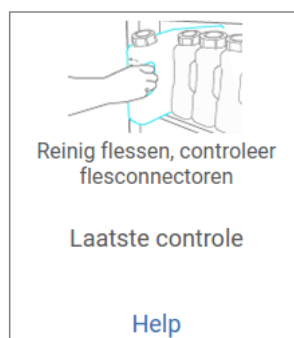 Reinig flessen, controleer
flesconnectoren
Laatste controle
Help